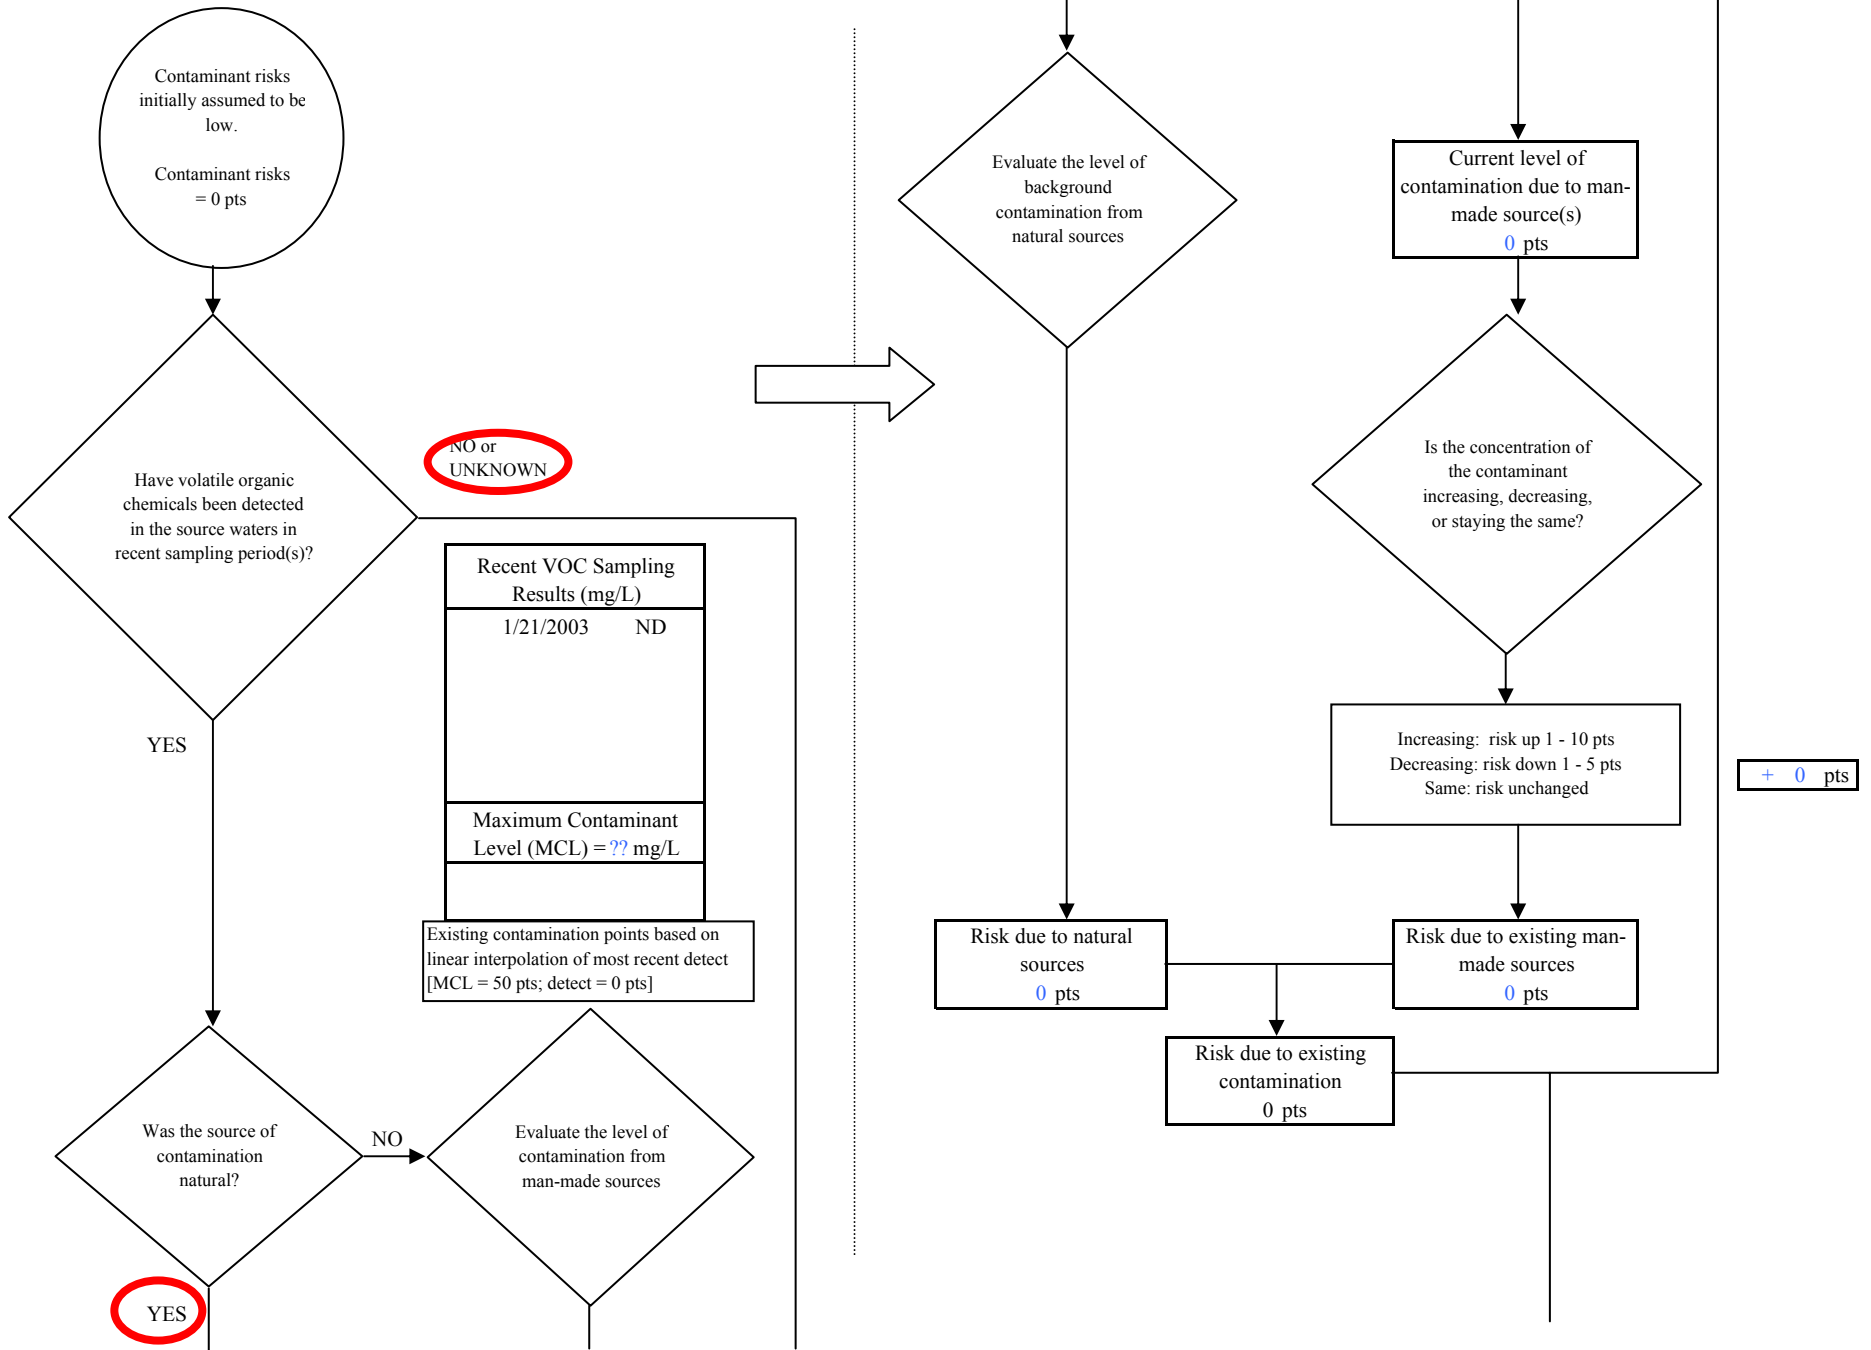 Contaminant risks
initially assumed to be
low.
Contaminant risks
= 0 pts
Have volatile organic
chemicals been detected
in the source waters in
recent sampling period(s)?
NO or
UNKNOWN
YES
Recent VOC Sampling
Results (mg/L)
1/21/2003 ND
Maximum Contaminant
Level (MCL) = ?? mg/L
Existing contamination points based on
linear interpolation of most recent detect
[MCL = 50 pts; detect = 0 pts]
Was the source of
contamination
natural?
NO
Evaluate the level of
contamination from
man-made sources
YES
Evaluate the level of
background
contamination from
natural sources
Current level of
contamination due to man-
made source(s)
0 pts
Is the concentration of
the contaminant
increasing, decreasing,
or staying the same?
Increasing: risk up 1 - 10 pts
Decreasing: risk down 1 - 5 pts
Same: risk unchanged
+ 0 pts
Risk due to natural
sources
0 pts
Risk due to existing man-
made sources
0 pts
Risk due to existing
contamination
0 pts